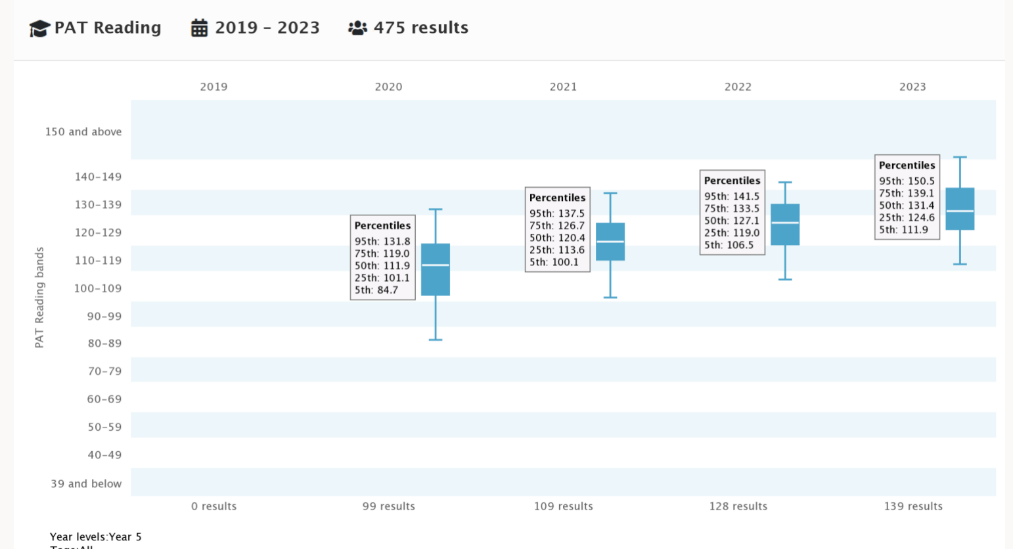 PAT Reading 2019 – 2023 475 results
2019 2020 2021 2022 2023
PAT Reading bands
150 and above
140–149
130–139
120–129
110–119
100–109
90–99
80–89
70–79
60–69
50–59
40–49
39 and below
Percentiles
95th: 131.8
75th: 119.0
50th: 111.9
25th: 101.1
5th: 84.7
Percentiles
95th: 137.5
75th: 126.7
50th: 120.4
25th: 113.6
5th: 100.1
Percentiles
95th: 141.5
75th: 133.5
50th: 127.1
25th: 119.0
5th: 106.5
Percentiles
95th: 150.5
75th: 139.1
50th: 131.4
25th: 124.6
5th: 111.9
0 results 99 results 109 results 128 results 139 results
Year levels:Year 5